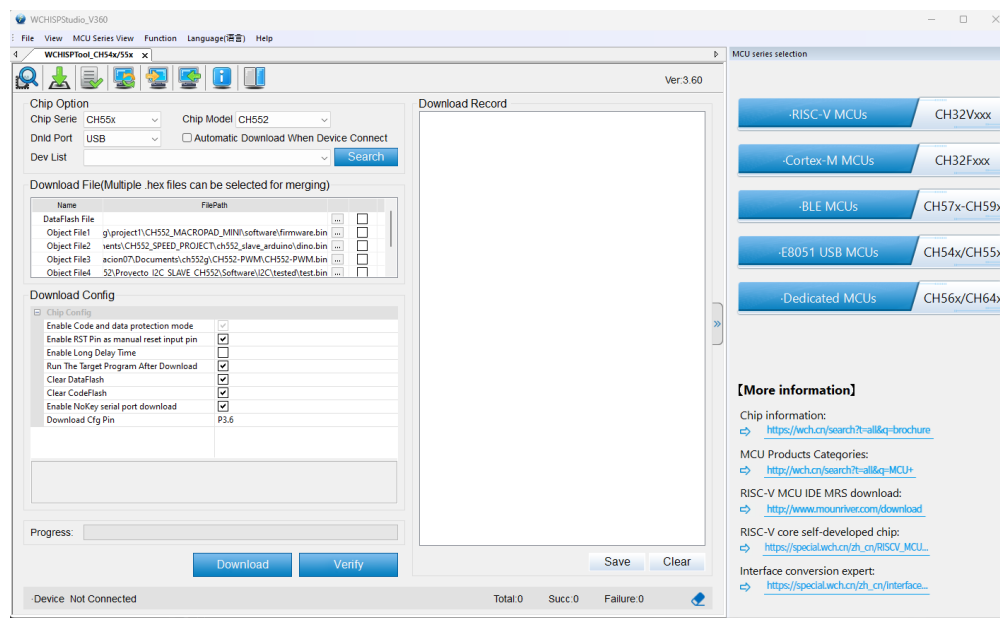 WCHISPStudio_V360
File View MCU Series View Function Language(语言) Help
WCHISPTool_CH54x/55x x
MCU series selection
Ver:3.60
Chip Option
Chip Serie CH55x Chip Model CH552
Dnld Port USB Automatic Download When Device Connect
Dev List Search
Download File(Multiple .hex files can be selected for merging)
Name FilePath
DataFlash File ...
Object File1 g\project1\CH552_MACROPAD_MINI\software\firmware.bin ...
Object File2 nents\CH552_SPEED_PROJECT\ch552_slave_arduino\dino.bin ...
Object File3 acion07\Documents\ch552g\CH552-PWM\CH552-PWM.bin ...
Object File4 52\Proyecto I2C SLAVE CH552\Software\I2C\tested\test.bin ...
Download Config
Chip Config
Enable Code and data protection mode
Enable RST Pin as manual reset input pin
Enable Long Delay Time
Run The Target Program After Download
Clear DataFlash
Clear CodeFlash
Enable NoKey serial port download
Download Cfg Pin P3.6
Progress:
Download Verify
Download Record
Save Clear
·Device Not Connected Total:0 Succ:0 Failure:0
·RISC-V MCUs CH32Vxxx
·Cortex-M MCUs CH32Fxxx
·BLE MCUs CH57x-CH59x
·E8051 USB MCUs CH54x/CH55x
·Dedicated MCUs CH56x/CH64x
【More information】
Chip information:
https://wch.cn/search?t=all&q=brochure
MCU Products Categories:
http://wch.cn/search?t=all&q=MCU+
RISC-V MCU IDE MRS download:
http://www.mounriver.com/download
RISC-V core self-developed chip:
https://special.wch.cn/zh_cn/RISCV_MCU...
Interface conversion expert:
https://special.wch.cn/zh_cn/interface...